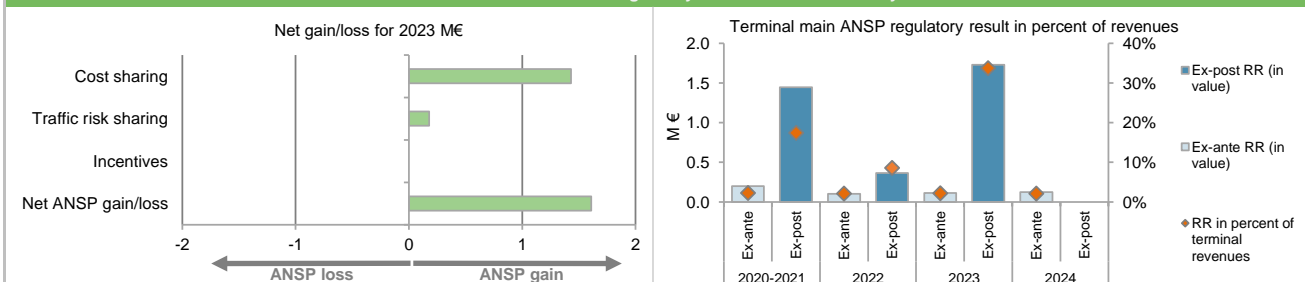 Net gain/loss for 2023 M€
Cost sharing
Traffic risk sharing
Incentives
Net ANSP gain/loss
-2 -1 0 1 2
ANSP loss ANSP gain
Terminal main ANSP regulatory result in percent of revenues
2.0 40%
1.5 30%
1.0 20%
0.5 10%
0.0 0%
M €
Ex-ante Ex-post Ex-ante Ex-post Ex-ante Ex-post Ex-ante Ex-post
2020-2021 2022 2023 2024
Ex-post RR (in
value)
Ex-ante RR (in
value)
RR in percent of
terminal
revenues